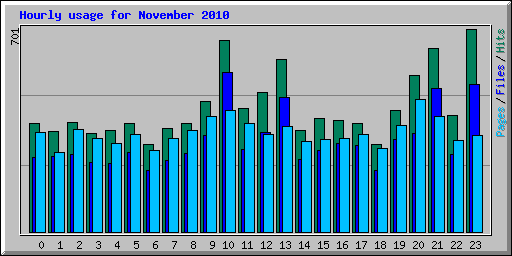 Hourly usage for November 2010
701
Pages / Files / Hits
0 1 2 3 4 5 6 7 8 9 10 11 12 13 14 15 16 17 18 19 20 21 22 23